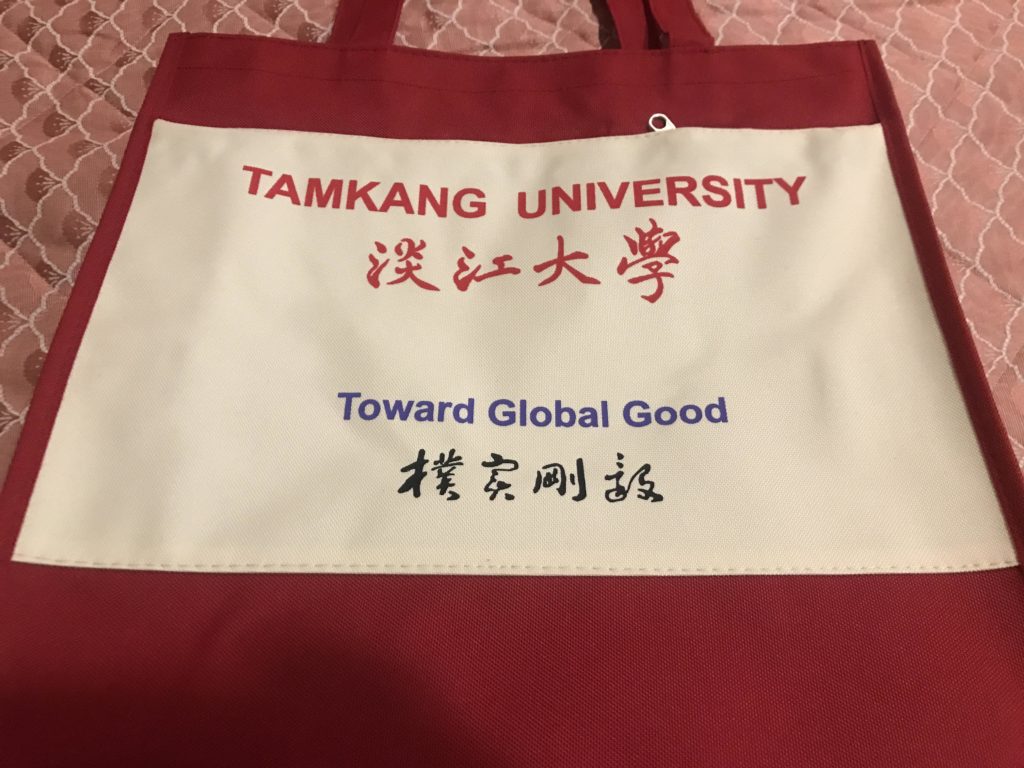 TAMKANG UNIVERSITY
淡江大學
Toward Global Good
樸實剛毅